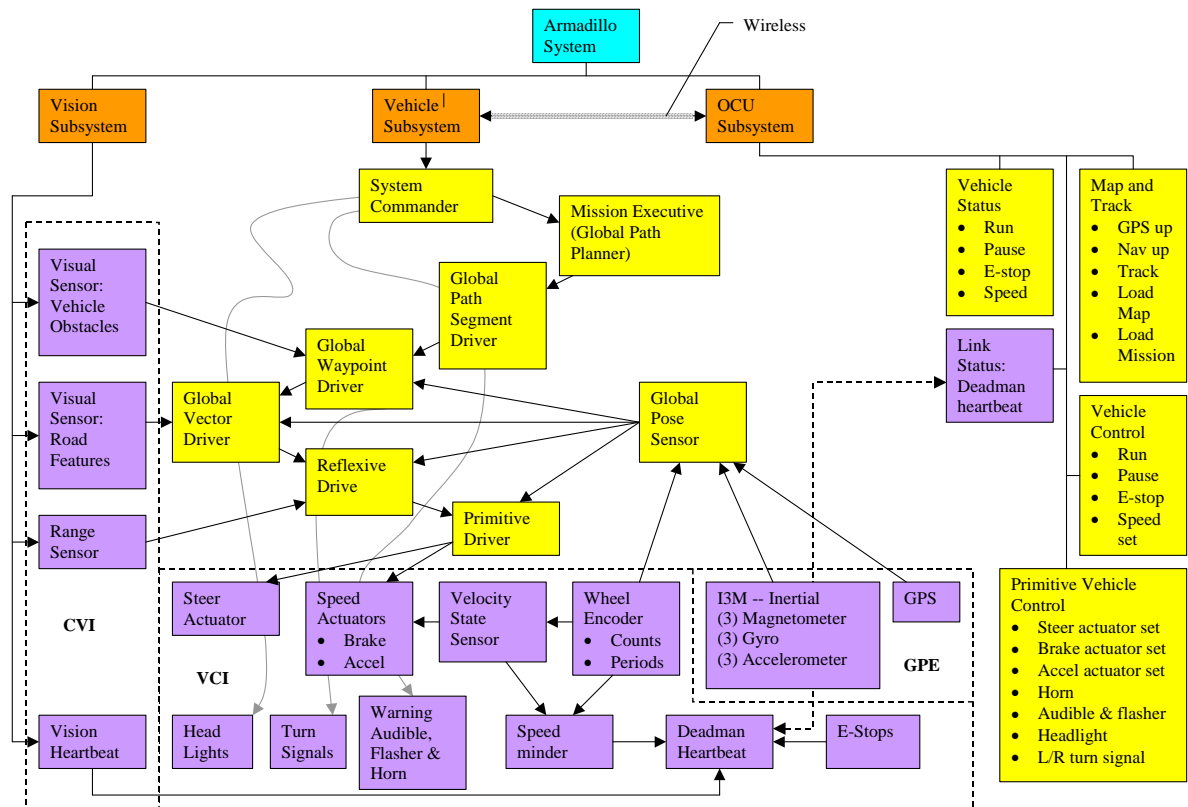 Armadillo
System
Wireless
Vision
Subsystem
Vehicle
Subsystem
OCU
Subsystem
System
Commander
Mission Executive
(Global Path
Planner)
Vehicle
Status
• Run
• Pause
• E-stop
• Speed
Map and
Track
• GPS up
• Nav up
• Track
• Load
Map
• Load
Mission
Visual
Sensor:
Vehicle
Obstacles
Global
Path
Segment
Driver
Global
Waypoint
Driver
Link
Status:
Deadman
heartbeat
Visual
Sensor:
Road
Features
Global
Vector
Driver
Global
Pose
Sensor
Vehicle
Control
• Run
• Pause
• E-stop
• Speed
set
Reflexive
Drive
Range
Sensor
Primitive
Driver
CVI
Steer
Actuator
Speed
Actuators
• Brake
• Accel
Velocity
State
Sensor
Wheel
Encoder
• Counts
• Periods
I3M -- Inertial
(3) Magnetometer
(3) Gyro
(3) Accelerometer
GPS
Primitive Vehicle
Control
• Steer actuator set
• Brake actuator set
• Accel actuator set
• Horn
• Audible & flasher
• Headlight
• L/R turn signal
VCI
GPE
Vision
Heartbeat
Head
Lights
Turn
Signals
Warning
Audible,
Flasher &
Horn
Speed
minder
Deadman
Heartbeat
E-Stops